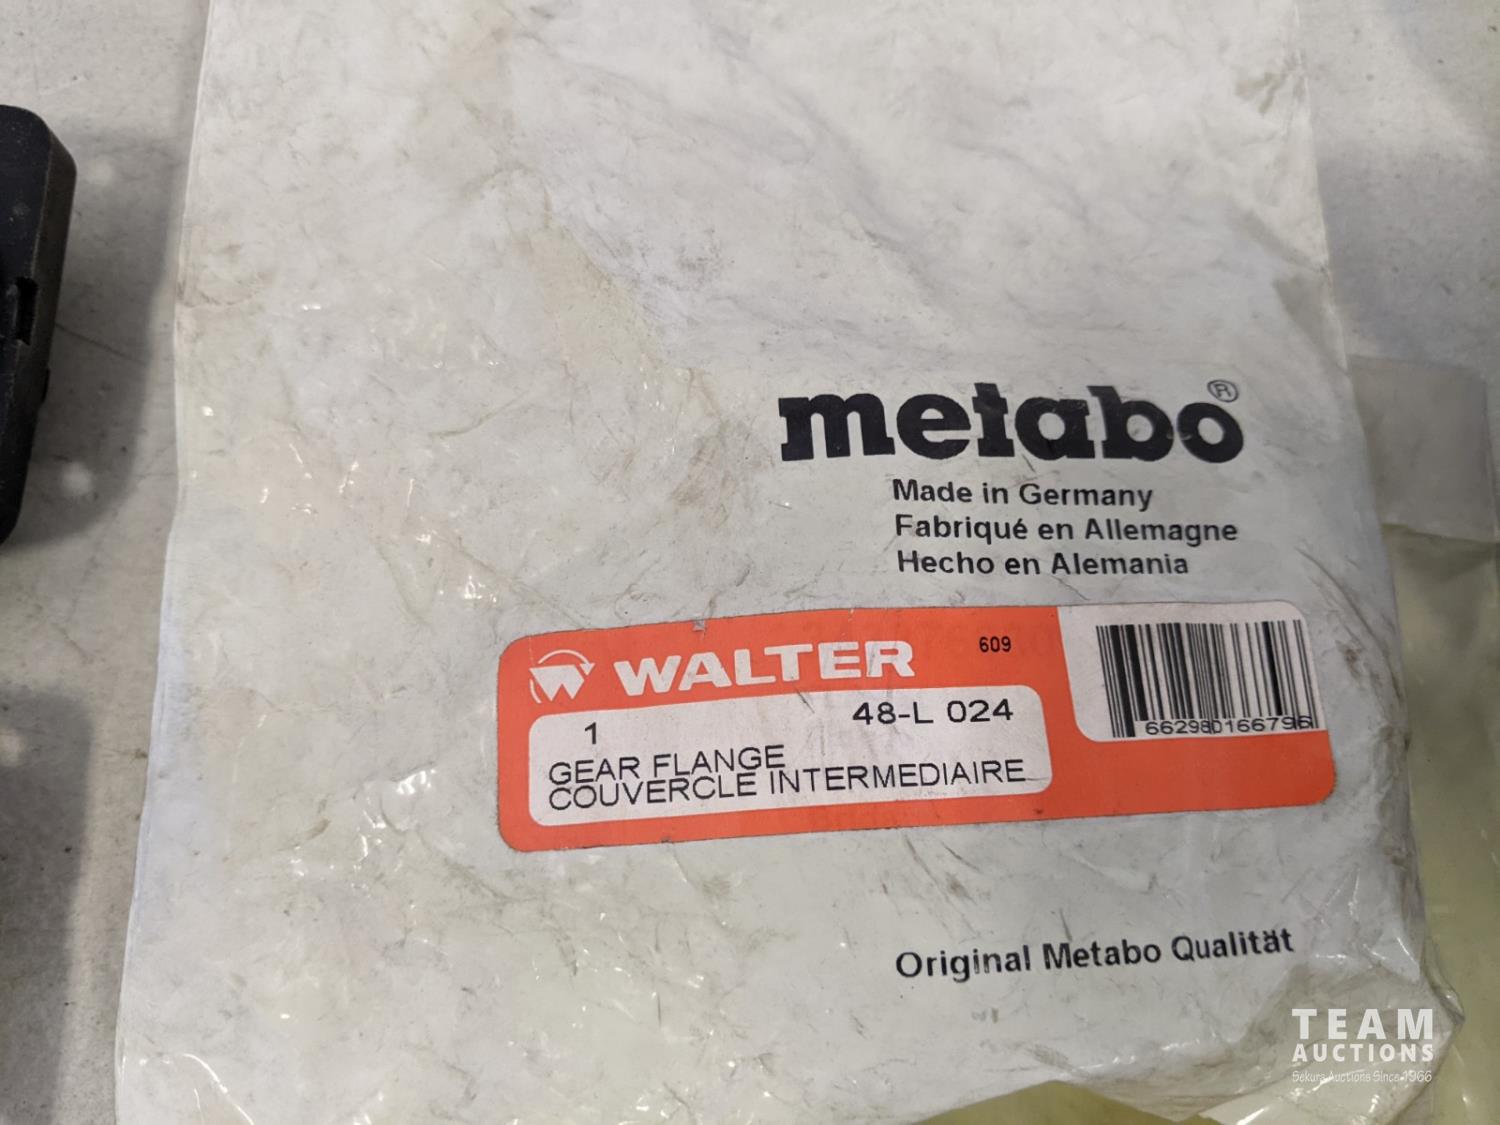 metabo®
Made in Germany
Fabriqué en Allemagne
Hecho en Alemania
WALTER 609
1 48-L 024
GEAR FLANGE
COUVERCLE INTERMEDIAIRE
662980166796
Original Metabo Qualität
TEAM
AUCTIONS
Sekura Auctions Since 1966